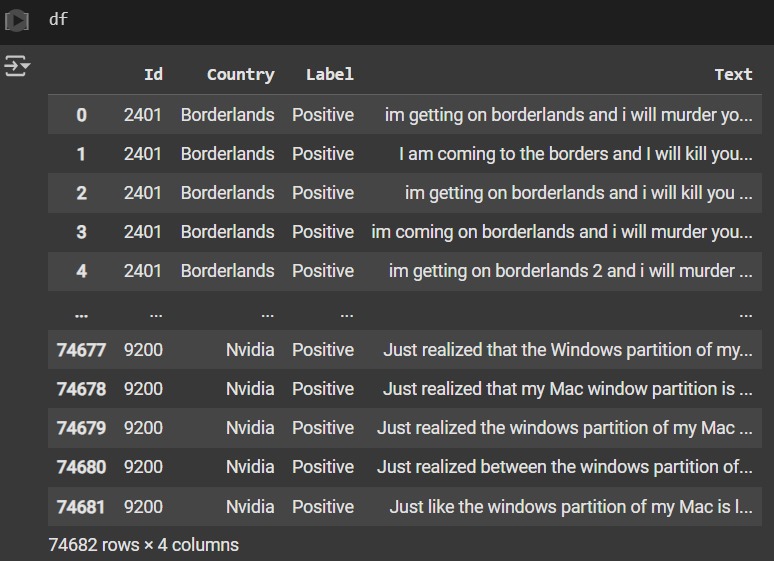 df
Id Country Label Text
0 2401 Borderlands Positive im getting on borderlands and i will murder yo...
1 2401 Borderlands Positive I am coming to the borders and I will kill you...
2 2401 Borderlands Positive im getting on borderlands and i will kill you ...
3 2401 Borderlands Positive im coming on borderlands and i will murder you...
4 2401 Borderlands Positive im getting on borderlands 2 and i will murder ...
... ... ... ... ...
74677 9200 Nvidia Positive Just realized that the Windows partition of my...
74678 9200 Nvidia Positive Just realized that my Mac window partition is ...
74679 9200 Nvidia Positive Just realized the windows partition of my Mac ...
74680 9200 Nvidia Positive Just realized between the windows partition of...
74681 9200 Nvidia Positive Just like the windows partition of my Mac is l...
74682 rows × 4 columns